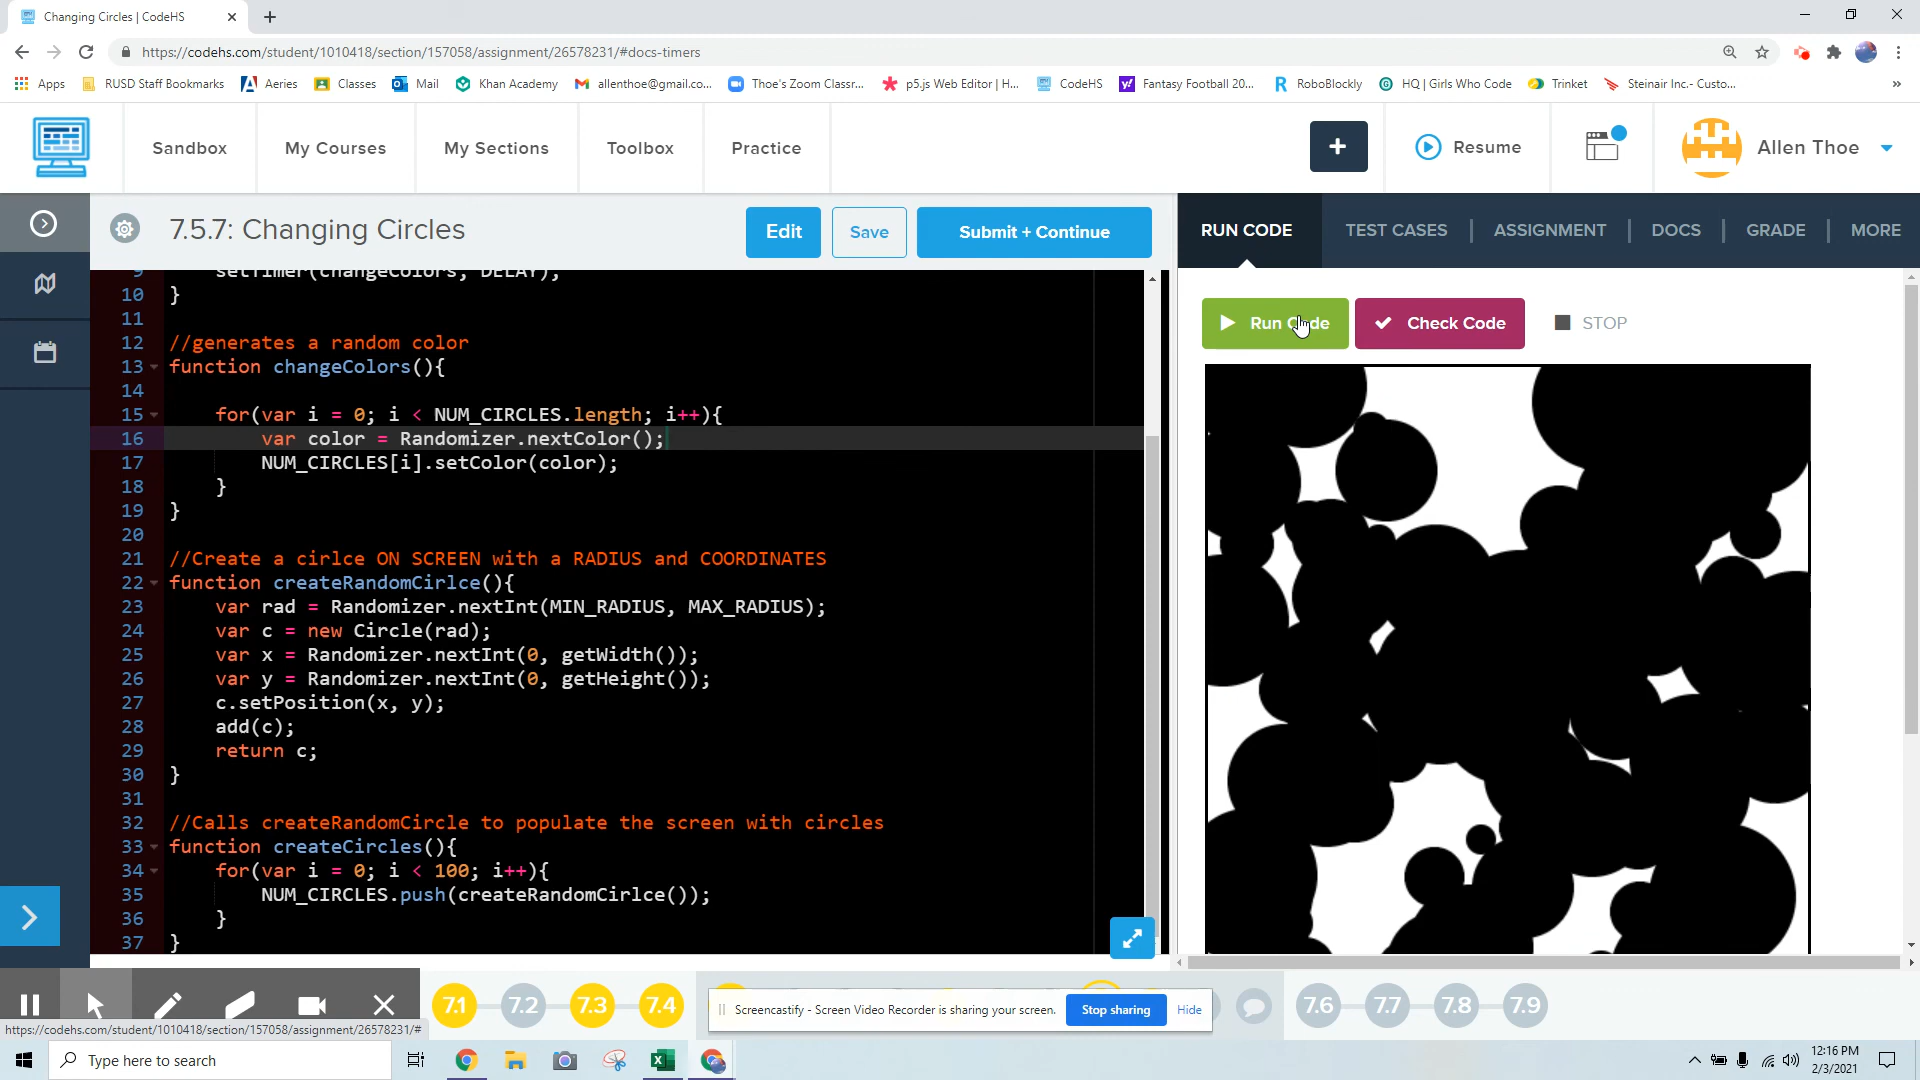 Changing Circles | CodeHS
https://codehs.com/student/1010418/section/157058/assignment/26578231/#docs-timers
Apps RUSD Staff Bookmarks Aeries Classes Mail Khan Academy allenthoe@gmail.co... Thoe's Zoom Classr... p5.js Web Editor | H... CodeHS Fantasy Football 20... RoboBlockly HQ | Girls Who Code Trinket Steinair Inc.- Custo... »
Sandbox My Courses My Sections Toolbox Practice + Resume Allen Thoe
7.5.7: Changing Circles Edit Save Submit + Continue
RUN CODE TEST CASES ASSIGNMENT DOCS GRADE MORE
Run Code Check Code STOP
9 setTimer(changeColors, DELAY);
10 }
11
12 //generates a random color
13 function changeColors(){
14
15 for(var i = 0; i < NUM_CIRCLES.length; i++){
16 var color = Randomizer.nextColor();
17 NUM_CIRCLES[i].setColor(color);
18 }
19 }
20
21 //Create a cirlce ON SCREEN with a RADIUS and COORDINATES
22 function createRandomCirlce(){
23 var rad = Randomizer.nextInt(MIN_RADIUS, MAX_RADIUS);
24 var c = new Circle(rad);
25 var x = Randomizer.nextInt(0, getWidth());
26 var y = Randomizer.nextInt(0, getHeight());
27 c.setPosition(x, y);
28 add(c);
29 return c;
30 }
31
32 //Calls createRandomCircle to populate the screen with circles
33 function createCircles(){
34 for(var i = 0; i < 100; i++){
35 NUM_CIRCLES.push(createRandomCirlce());
36 }
37 }
7.1 7.2 7.3 7.4 7.6 7.7 7.8 7.9
Screencastify - Screen Video Recorder is sharing your screen. Stop sharing Hide
https://codehs.com/student/1010418/section/157058/assignment/26578231/#
Type here to search
12:16 PM
2/3/2021